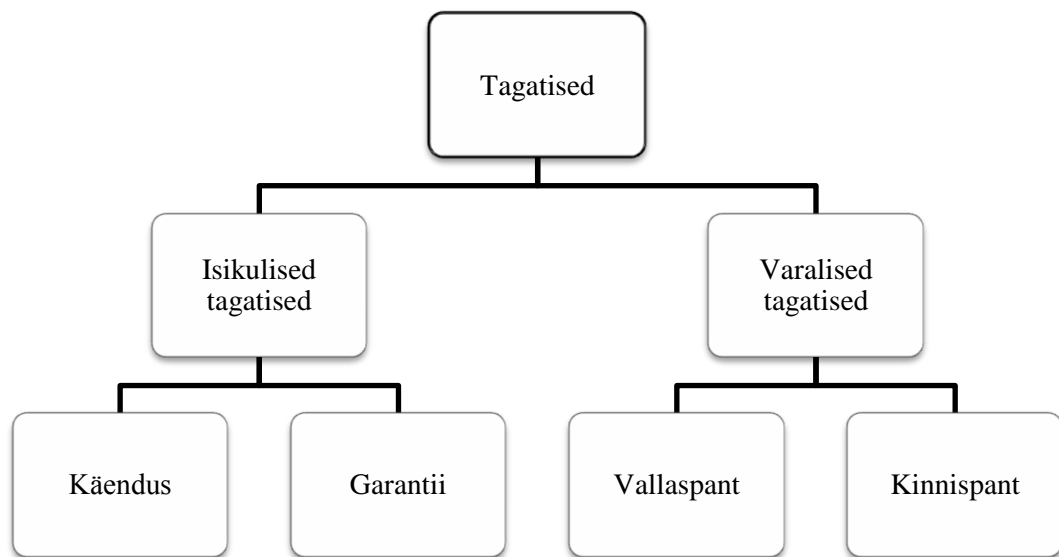 Tagatised
Isikulised
tagatised
Varalised
tagatised
Käendus
Garantii
Vallaspant
Kinnispant